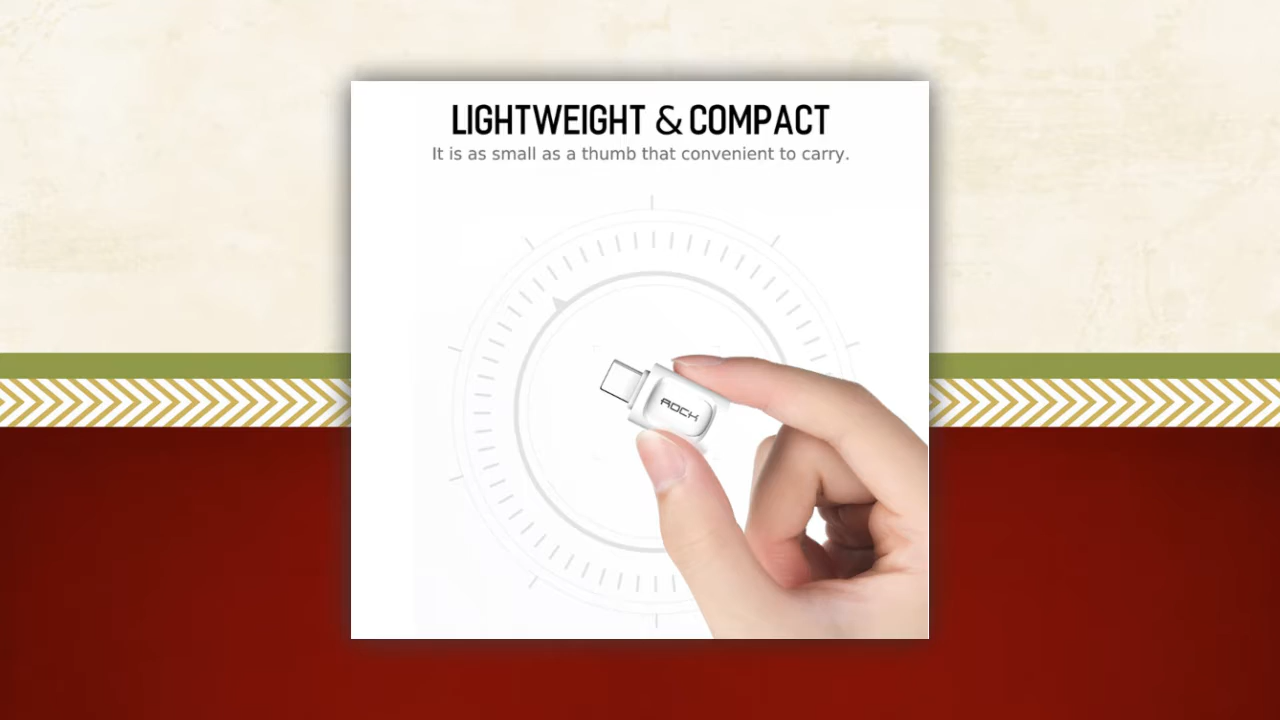 LIGHTWEIGHT & COMPACT
It is as small as a thumb that convenient to carry.
ROCK